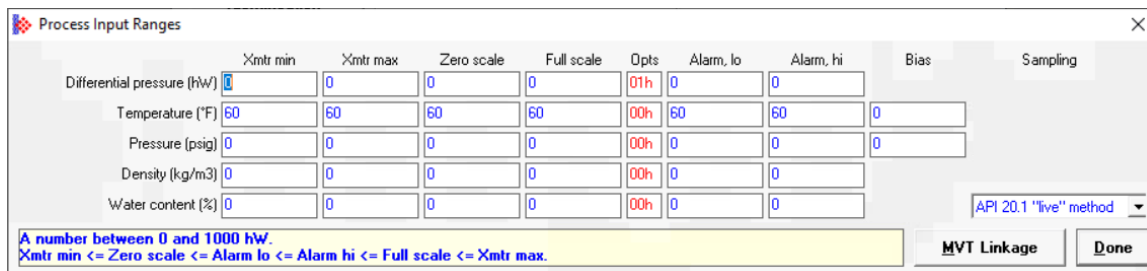 Process Input Ranges
Xmtr min Xmtr max Zero scale Full scale Opts Alarm, lo Alarm, hi Bias Sampling
Differential pressure (hW) 0 0 0 0 01h 0 0
Temperature (°F) 60 60 60 60 00h 60 60 0
Pressure (psig) 0 0 0 0 00h 0 0 0
Density (kg/m3) 0 0 0 0 00h 0 0
Water content (%) 0 0 0 0 00h 0 0 API 20.1 "live" method
A number between 0 and 1000 hW.
Xmtr min <= Zero scale <= Alarm lo <= Alarm hi <= Full scale <= Xmtr max.
MVT Linkage Done